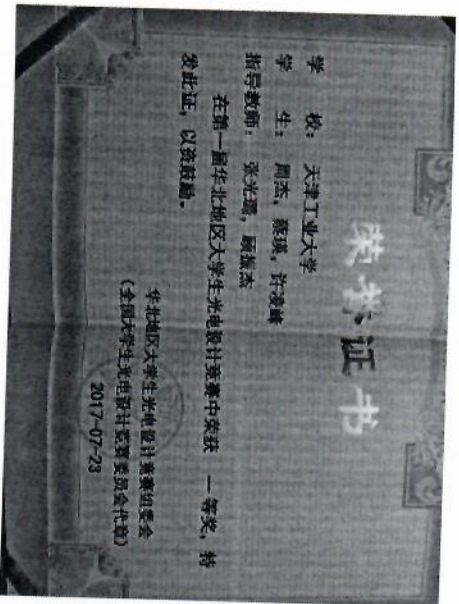 荣誉证书
学 校：天津工业大学
学 生：周杰，蔡瑛，许凌峰
指导教师：张光璐，顾振杰
在第一届华北地区大学生光电设计竞赛中荣获 一等奖，特
发此证，以资鼓励。
华北地区大学生光电设计竞赛组委会
（全国大学生光电设计竞赛委员会代章）
2017-07-23